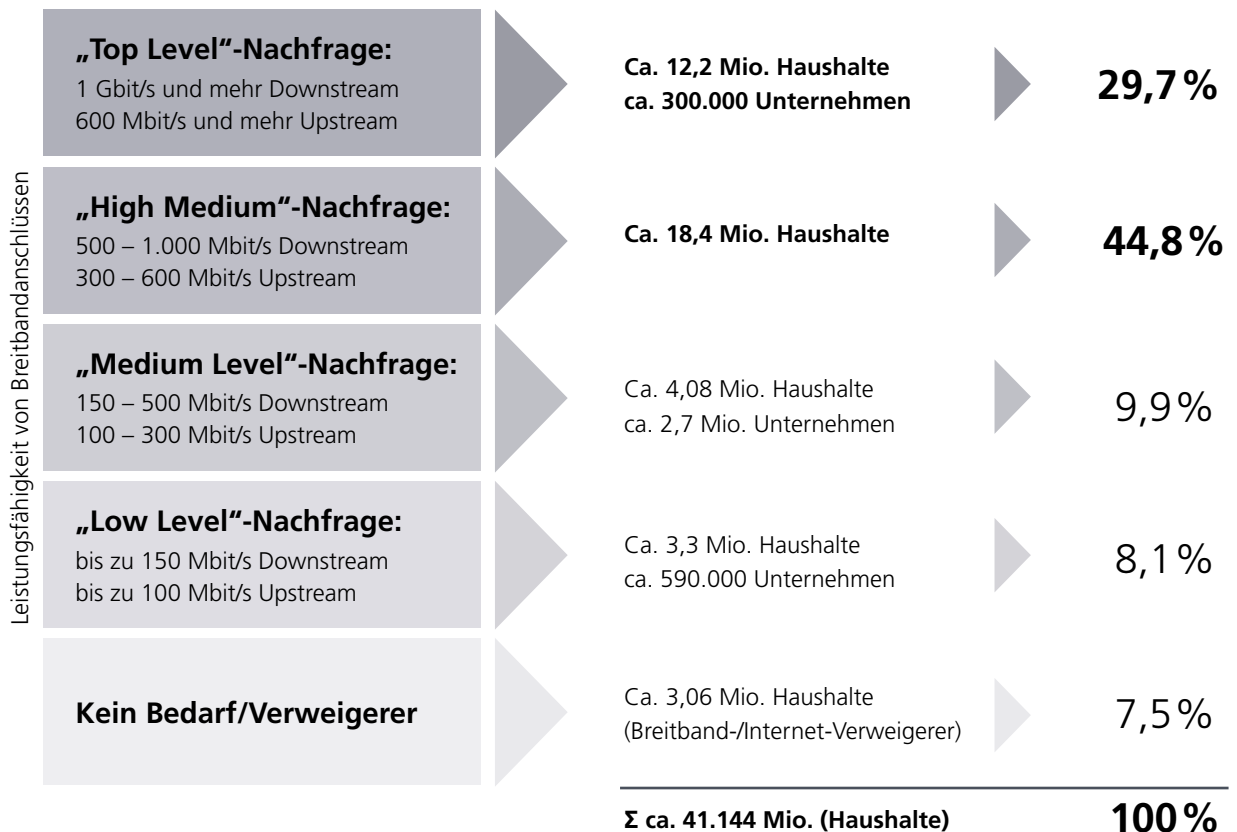 Leistungsfähigkeit von Breitbandanschlüssen
„Top Level“-Nachfrage:
1 Gbit/s und mehr Downstream
600 Mbit/s und mehr Upstream
Ca. 12,2 Mio. Haushalte
ca. 300.000 Unternehmen
29,7 %
„High Medium“-Nachfrage:
500 – 1.000 Mbit/s Downstream
300 – 600 Mbit/s Upstream
Ca. 18,4 Mio. Haushalte
44,8 %
„Medium Level“-Nachfrage:
150 – 500 Mbit/s Downstream
100 – 300 Mbit/s Upstream
Ca. 4,08 Mio. Haushalte
ca. 2,7 Mio. Unternehmen
9,9 %
„Low Level“-Nachfrage:
bis zu 150 Mbit/s Downstream
bis zu 100 Mbit/s Upstream
Ca. 3,3 Mio. Haushalte
ca. 590.000 Unternehmen
8,1 %
Kein Bedarf/Verweigerer
Ca. 3,06 Mio. Haushalte
(Breitband-/Internet-Verweigerer)
7,5 %
Σ ca. 41.144 Mio. (Haushalte)
100 %